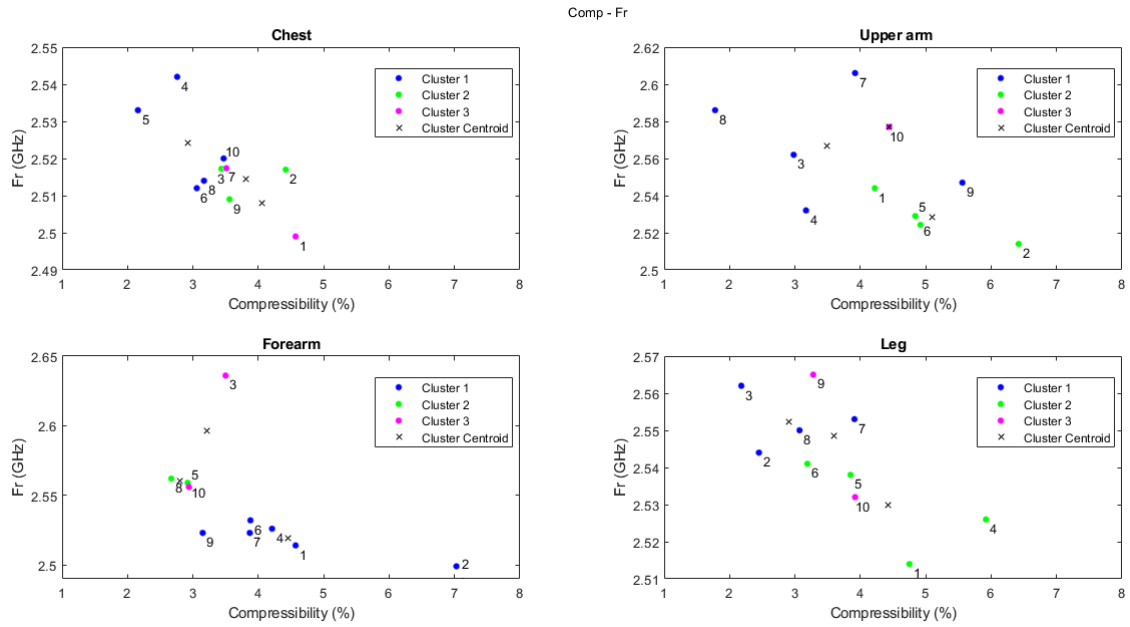 Comp - Fr
Chest
2.55
2.54
2.53
2.52
2.51
2.5
2.49
Fr (GHz)
4
5
10
3
7
2
8
6
9
1
Cluster 1
Cluster 2
Cluster 3
Cluster Centroid
1 2 3 4 5 6 7 8
Compressibility (%)
Upper arm
2.62
2.6
2.58
2.56
2.54
2.52
2.5
Fr (GHz)
7
8
10
3
9
1
4
5
6
2
Cluster 1
Cluster 2
Cluster 3
Cluster Centroid
1 2 3 4 5 6 7 8
Compressibility (%)
Forearm
2.65
2.6
2.55
2.5
Fr (GHz)
3
5
8
10
6
4
9
7
1
2
Cluster 1
Cluster 2
Cluster 3
Cluster Centroid
1 2 3 4 5 6 7 8
Compressibility (%)
Leg
2.57
2.56
2.55
2.54
2.53
2.52
2.51
Fr (GHz)
9
3
7
8
2
6
5
10
4
1
Cluster 1
Cluster 2
Cluster 3
Cluster Centroid
1 2 3 4 5 6 7 8
Compressibility (%)